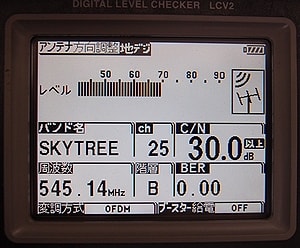 DIGITAL LEVEL CHECKER LCV2
アンテナ方向調整 地デジ
50 60 70 80 90
レベル
バンド名 ch C/N
SKYTREE 25 30.0 以上 dB
周波数 階層 BER
545.14MHz B 0.00
変調方式 OFDM ブースター給電 OFF